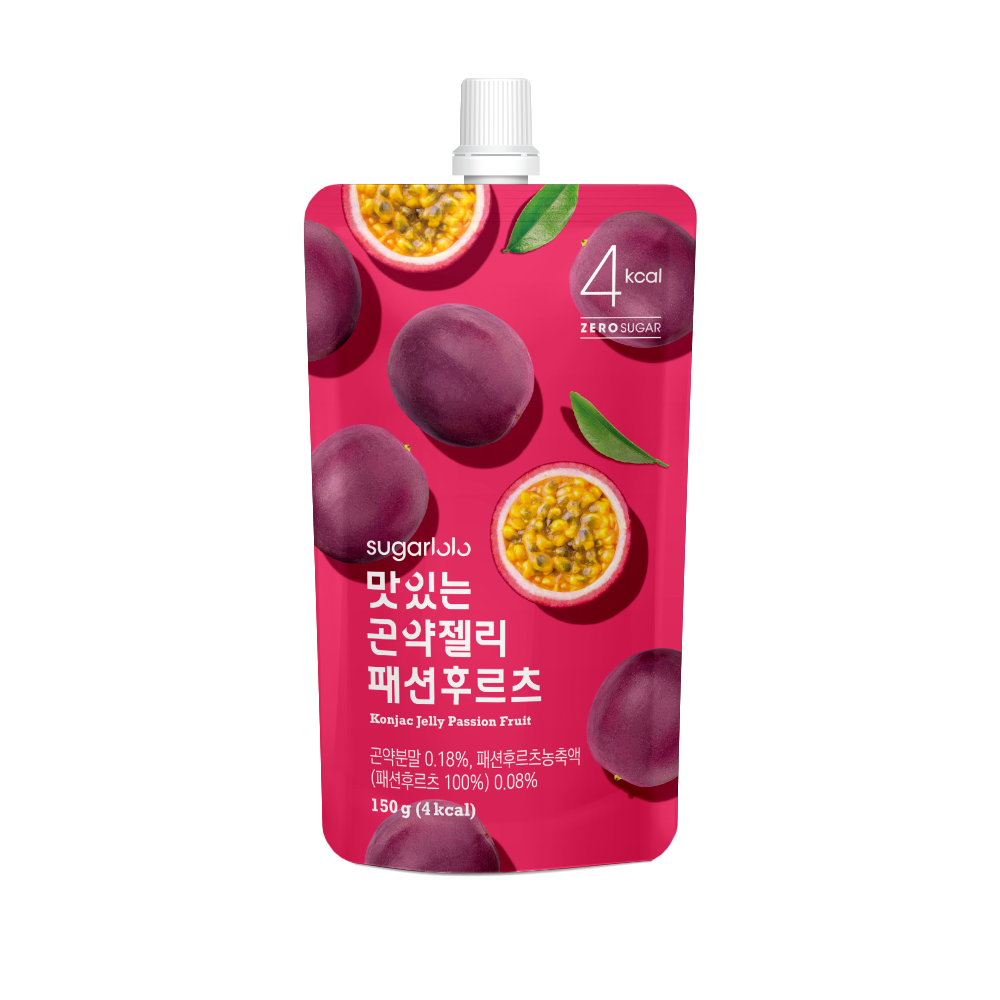 4 kcal
ZERO SUGAR
sugarlolo
맛있는
곤약젤리
패션후르츠
Konjac Jelly Passion Fruit
곤약분말 0.18%, 패션후르츠농축액
(패션후르츠 100%) 0.08%
150 g (4 kcal)